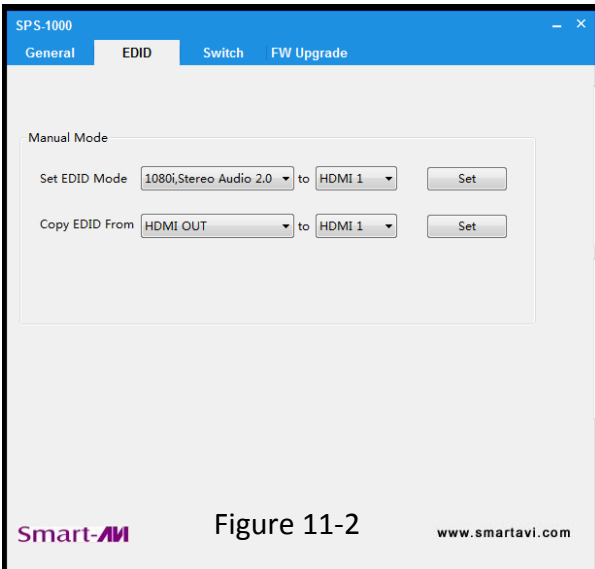 SPS-1000
General EDID Switch FW Upgrade
Manual Mode
Set EDID Mode 1080i,Stereo Audio 2.0 to HDMI 1 Set
Copy EDID From HDMI OUT to HDMI 1 Set
Smart-AVI Figure 11-2 www.smartavi.com